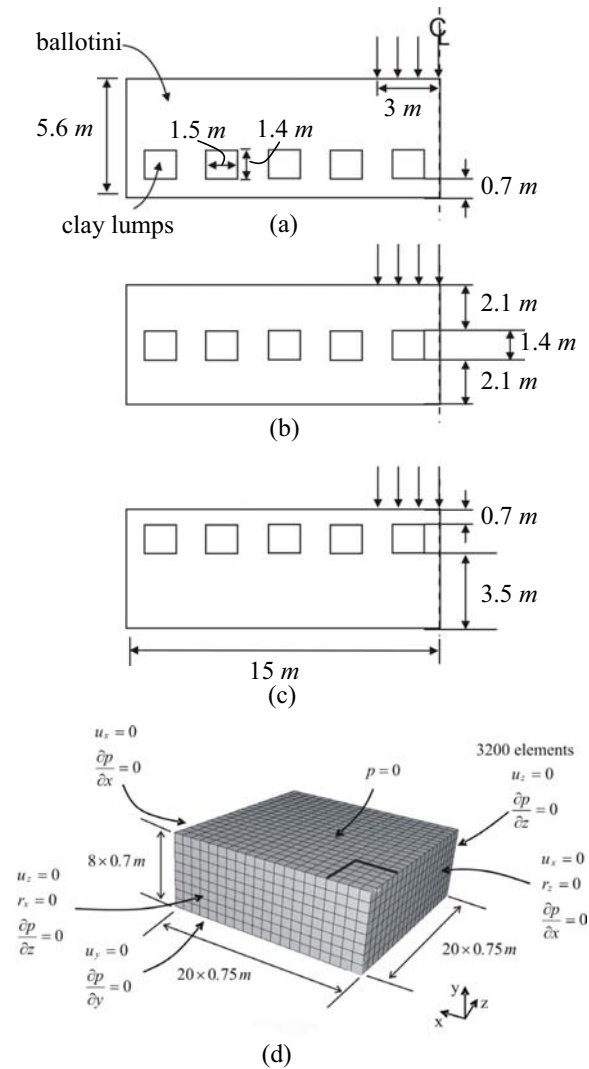 ballotini
℄
3 m
5.6 m
1.5 m
1.4 m
0.7 m
clay lumps
(a)
2.1 m
1.4 m
2.1 m
(b)
0.7 m
3.5 m
15 m
(c)
u_x = 0
∂p/∂x = 0
p = 0
3200 elements
u_z = 0
∂p/∂z = 0
8×0.7 m
u_z = 0
r_x = 0
∂p/∂z = 0
u_x = 0
r_z = 0
∂p/∂x = 0
u_y = 0
∂p/∂y = 0
20×0.75 m
20×0.75 m
y
z
x
(d)